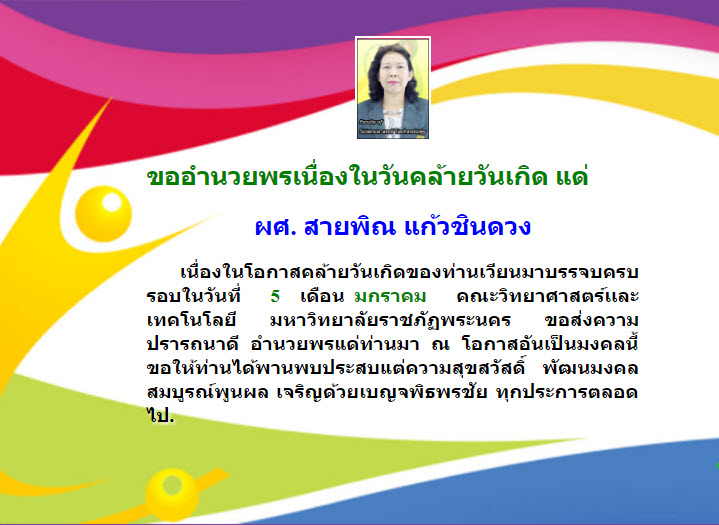 Faculty of
Science and Technology
ขออำนวยพรเนื่องในวันคล้ายวันเกิด แด่
ผศ. สายพิณ แก้วชินดวง
เนื่องในโอกาสคล้ายวันเกิดของท่านเวียนมาบรรจบครบ
รอบในวันที่ 5 เดือน มกราคม คณะวิทยาศาสตร์และ
เทคโนโลยี มหาวิทยาลัยราชภัฏพระนคร ขอส่งความ
ปรารถนาดี อำนวยพรแด่ท่านมา ณ โอกาสอันเป็นมงคลนี้
ขอให้ท่านได้พานพบประสบแต่ความสุขสวัสดิ์ พัฒนมงคล
สมบูรณ์พูนผล เจริญด้วยเบญจพิธพรชัย ทุกประการตลอด
ไป.